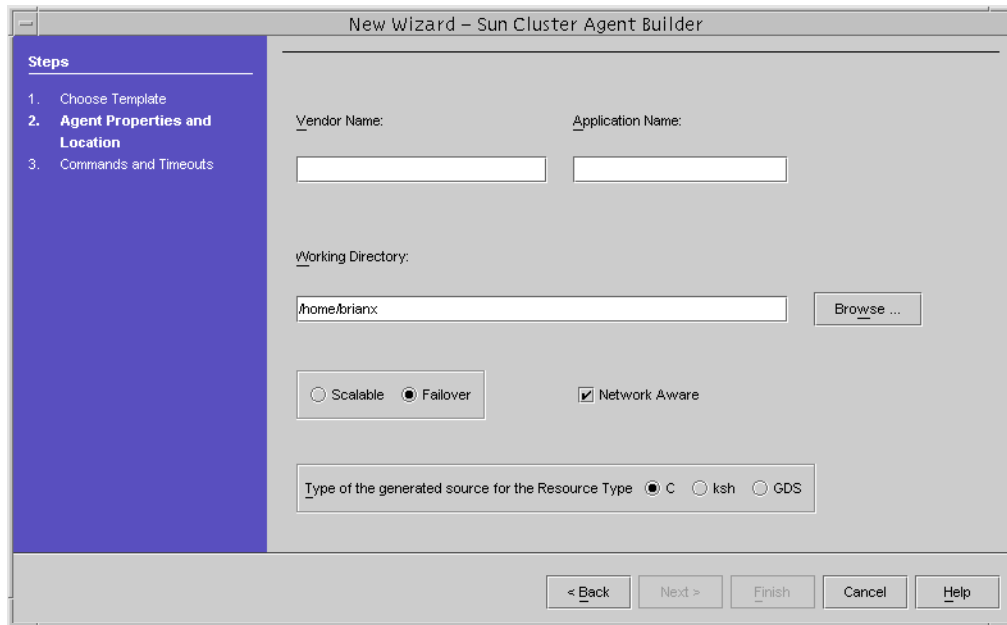 New Wizard – Sun Cluster Agent Builder
Steps
1. Choose Template
2. Agent Properties and
Location
3. Commands and Timeouts
Vendor Name: Application Name:
Working Directory:
/home/brianx Browse ...
Scalable Failover Network Aware
Type of the generated source for the Resource Type C ksh GDS
< Back Next > Finish Cancel Help